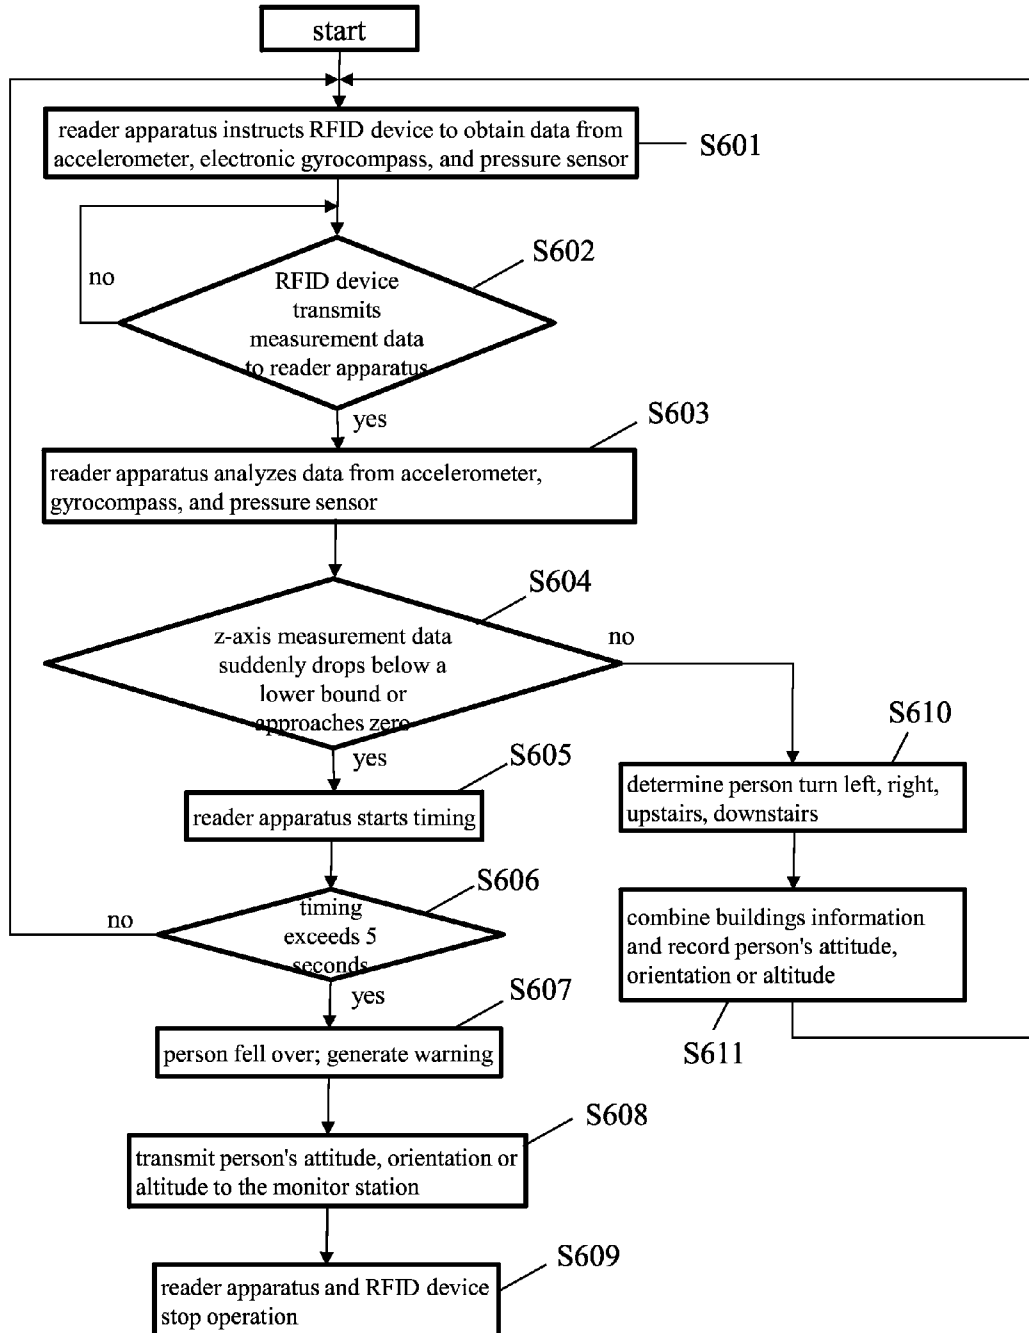 start
reader apparatus instructs RFID device to obtain data from
accelerometer, electronic gyrocompass, and pressure sensor
S601
S602
no
RFID device
transmits
measurement data
to reader apparatus
yes
S603
reader apparatus analyzes data from accelerometer,
gyrocompass, and pressure sensor
S604
no
z-axis measurement data
suddenly drops below a
lower bound or
approaches zero
yes
S605
reader apparatus starts timing
S606
no
timing
exceeds 5
seconds
yes
S607
person fell over; generate warning
S608
transmit person's attitude, orientation or
altitude to the monitor station
S609
reader apparatus and RFID device
stop operation
S610
determine person turn left, right,
upstairs, downstairs
combine buildings information
and record person's attitude,
orientation or altitude
S611